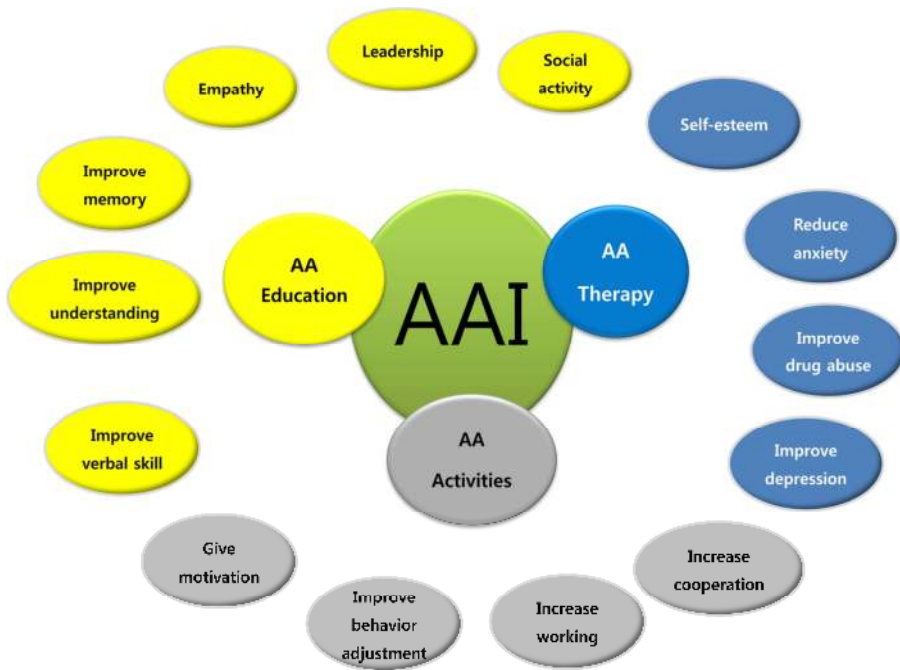 Leadership
Social
activity
Empathy
Self-esteem
Improve
memory
Reduce
anxiety
AA
Education
AA
Therapy
Improve
understanding
AAI
Improve
drug abuse
Improve
verbal skill
AA
Activities
Improve
depression
Give
motivation
Increase
cooperation
Improve
behavior
adjustment
Increase
working